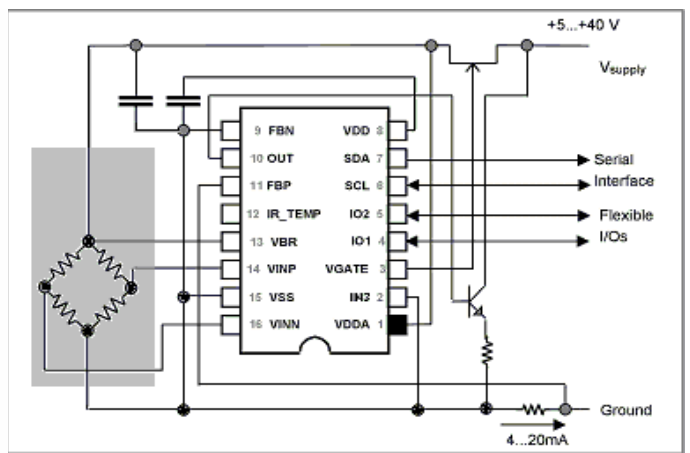 +5...+40 V
Vsupply
9 FBN VDD 8
10 OUT SDA 7
Serial
11 FBP SCL 6
Interface
12 IR_TEMP IO2 5
Flexible
13 VBR IO1 4
I/Os
14 VINP VGATE 3
15 VSS IN3 2
16 VINN VDDA 1
Ground
4...20mA